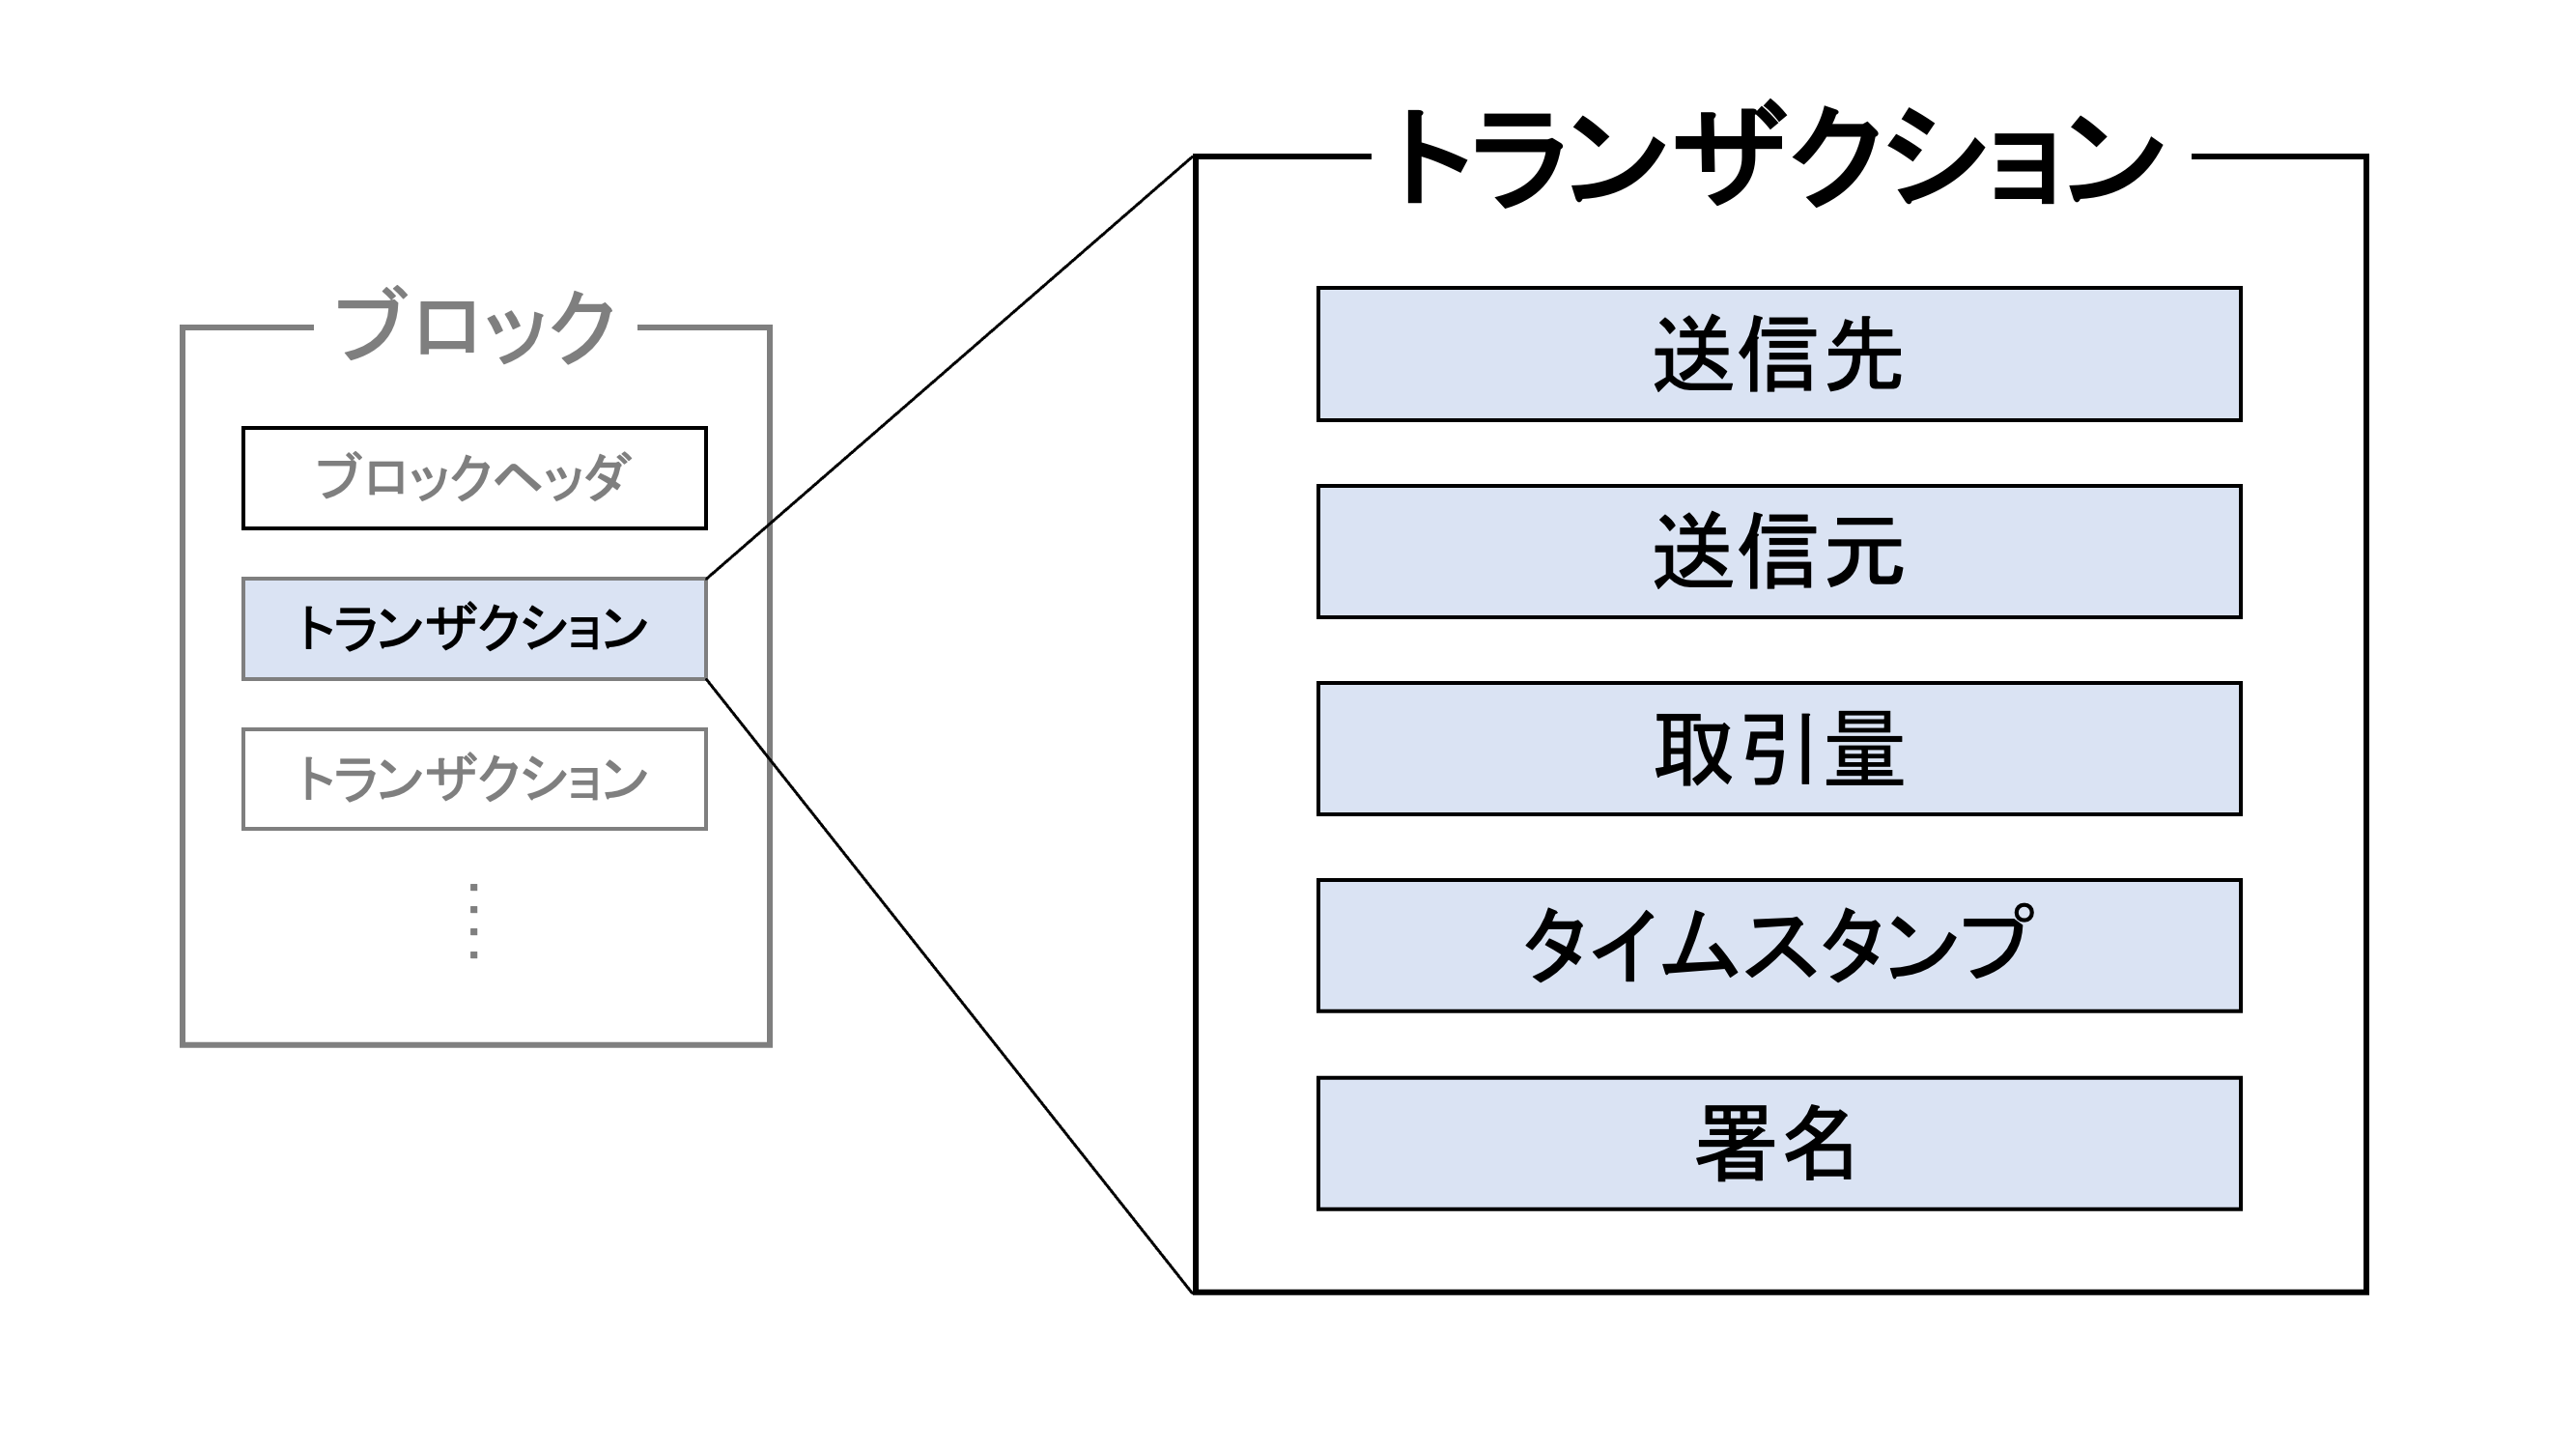 ブロック
ブロックヘッダ
トランザクション
トランザクション
トランザクション
送信先
送信元
取引量
タイムスタンプ
署名